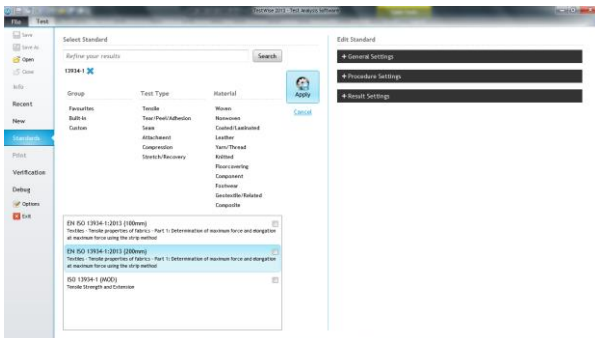 TestWise 2013 - Test Analysis Software
File Test
Save
Save As
Open
Close
Info
Recent
New
Standards
Print
Verification
Debug
Options
Exit
Select Standard
Refine your results
Search
13934-1
Group
Favourites
Built-in
Custom
Test Type
Tensile
Tear/Peel/Adhesion
Seam
Attachment
Compression
Stretch/Recovery
Material
Woven
Nonwoven
Coated/Laminated
Leather
Yarn/Thread
Knitted
Floorcovering
Component
Footwear
Geotextile/Related
Composite
Apply
Cancel
EN ISO 13934-1:2013 (100mm)
Textiles - Tensile properties of fabrics - Part 1: Determination of maximum force and elongation
at maximum force using the strip method
EN ISO 13934-1:2013 (200mm)
Textiles - Tensile properties of fabrics - Part 1: Determination of maximum force and elongation
at maximum force using the strip method
ISO 13934-1 (MOD)
Tensile Strength and Extension
Edit Standard
+ General Settings
+ Procedure Settings
+ Result Settings